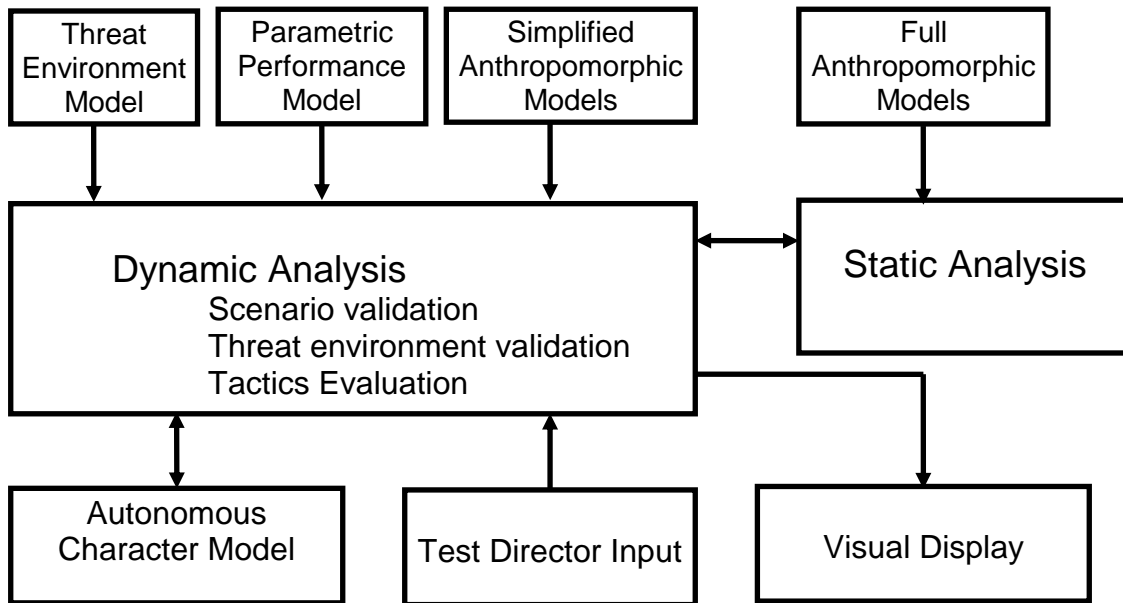 Threat
Environment
Model
Parametric
Performance
Model
Simplified
Anthropomorphic
Models
Full
Anthropomorphic
Models
Dynamic Analysis
Scenario validation
Threat environment validation
Tactics Evaluation
Static Analysis
Autonomous
Character Model
Test Director Input
Visual Display